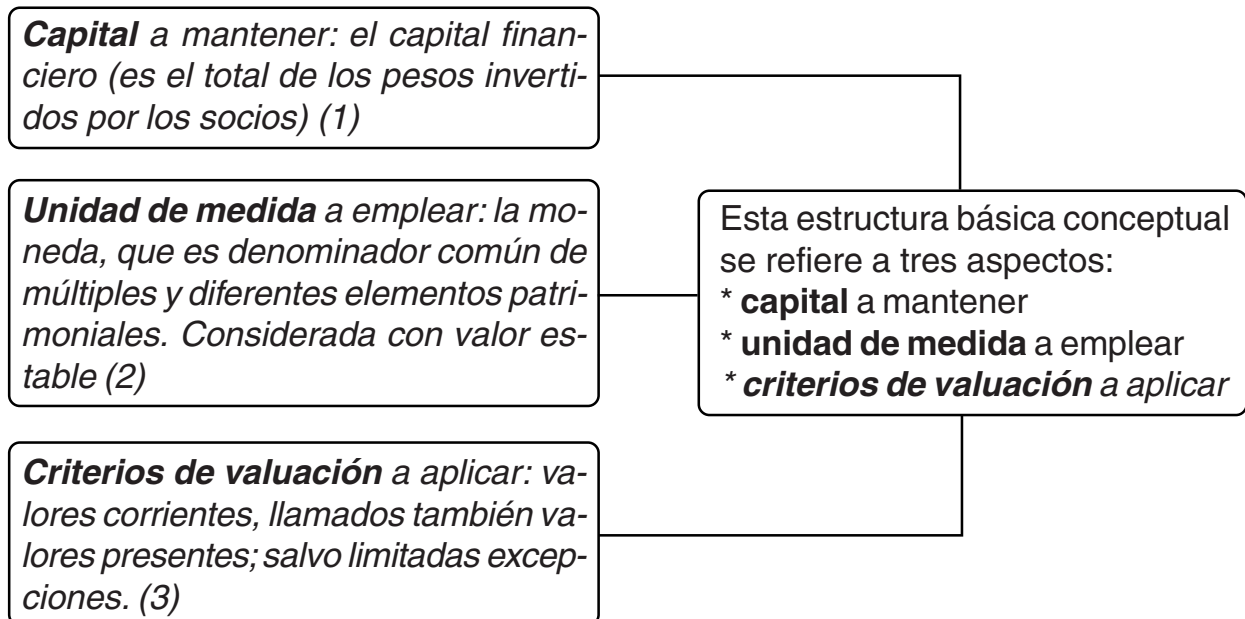 Capital a mantener: el capital finan-
ciero (es el total de los pesos inverti-
dos por los socios) (1)
Unidad de medida a emplear: la mo-
neda, que es denominador común de
múltiples y diferentes elementos patri-
moniales. Considerada con valor es-
table (2)
Criterios de valuación a aplicar: va-
lores corrientes, llamados también va-
lores presentes; salvo limitadas excep-
ciones. (3)
Esta estructura básica conceptual
se refiere a tres aspectos:
* capital a mantener
* unidad de medida a emplear
* criterios de valuación a aplicar